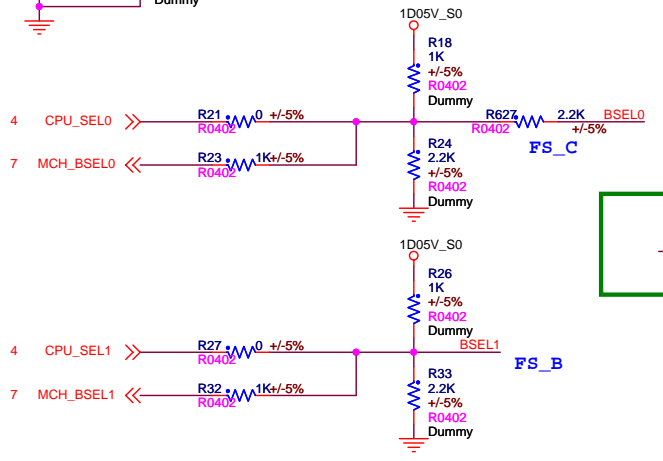 Dummy
1D05V_S0
R18
1K
+/-5%
R0402
Dummy
4 CPU_SEL0 R21 0 +/-5% R627 2.2K BSEL0
R0402 R0402 +/-5%
FS_C
R24
2.2K
+/-5%
R0402
Dummy
7 MCH_BSEL0 R23 1K +/-5%
R0402
1D05V_S0
R26
1K
+/-5%
R0402
Dummy
4 CPU_SEL1 R27 0 +/-5% BSEL1
R0402
FS_B
R33
2.2K
+/-5%
R0402
Dummy
7 MCH_BSEL1 R32 1K +/-5%
R0402